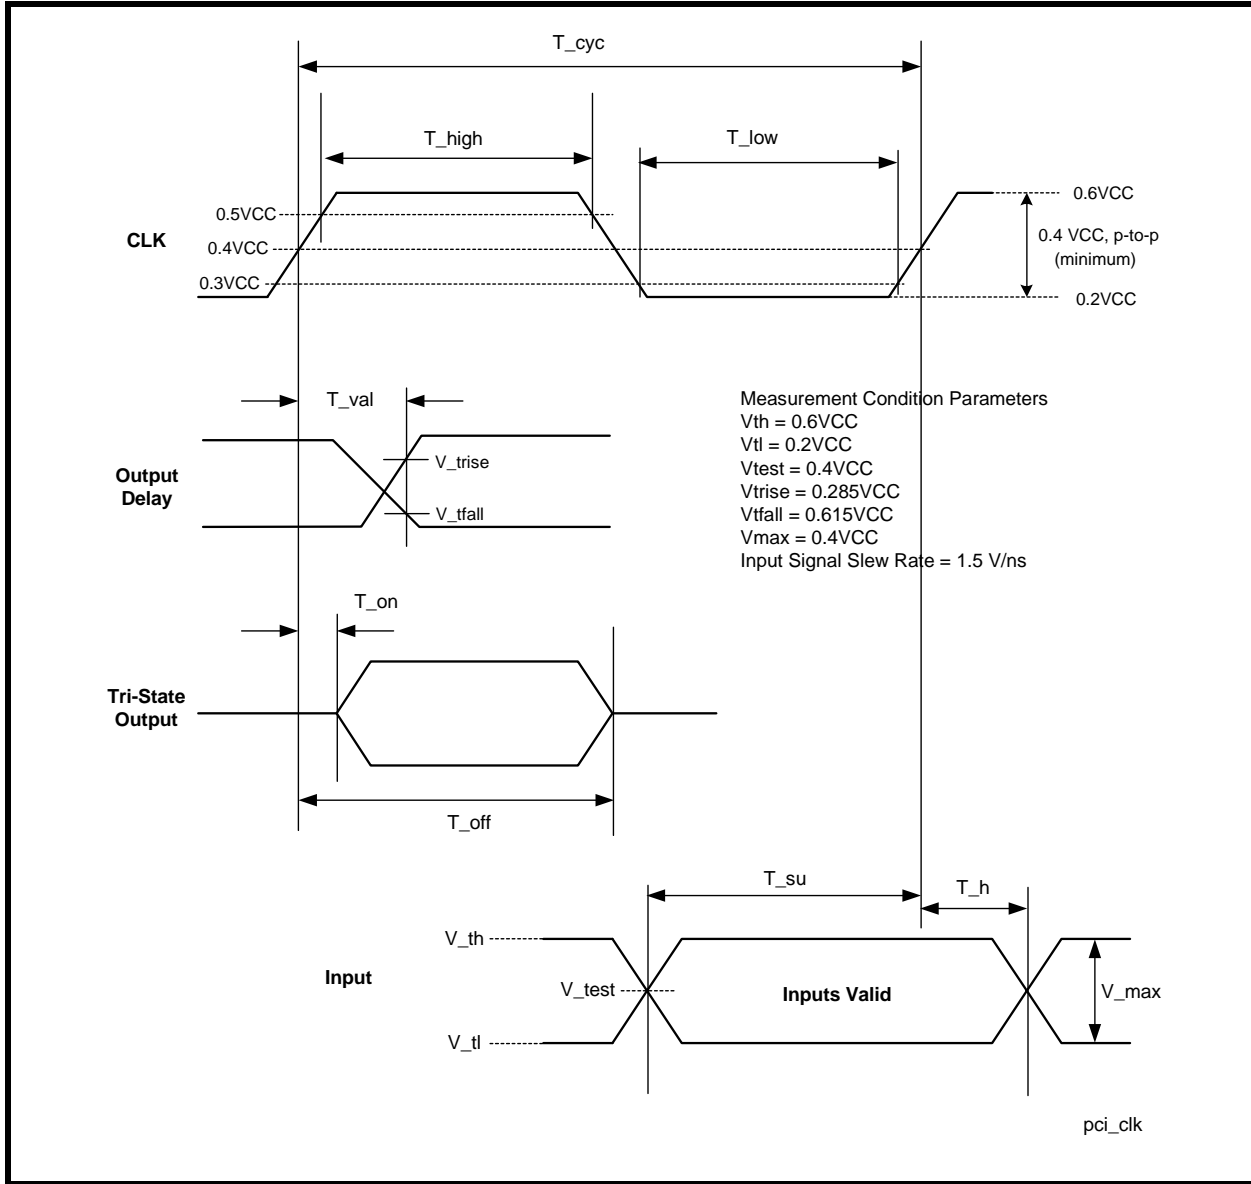 T_cyc
T_high
T_low
0.6VCC
0.5VCC
CLK
0.4VCC
0.4 VCC, p-to-p
(minimum)
0.3VCC
0.2VCC
T_val
Measurement Condition Parameters
Vth = 0.6VCC
Vtl = 0.2VCC
Vtest = 0.4VCC
Vtrise = 0.285VCC
Vtfall = 0.615VCC
Vmax = 0.4VCC
Input Signal Slew Rate = 1.5 V/ns
Output
Delay
V_trise
V_tfall
T_on
Tri-State
Output
T_off
T_su
T_h
V_th
Input
V_test
Inputs Valid
V_max
V_tl
pci_clk